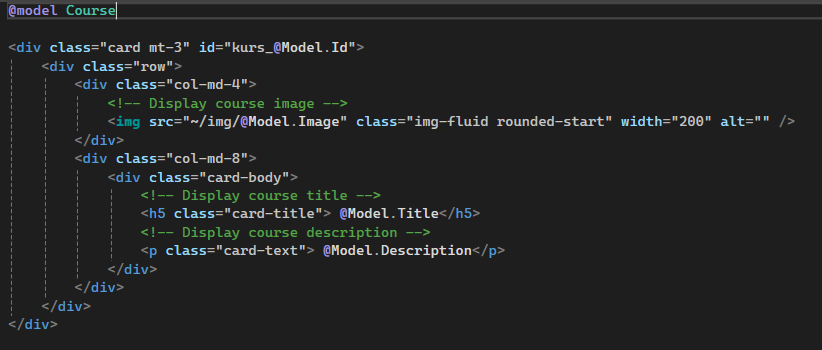 @model Course
<div class="card mt-3" id="kurs_@Model.Id">
<div class="row">
<div class="col-md-4">
<!-- Display course image -->
<img src="~/img/@Model.Image" class="img-fluid rounded-start" width="200" alt="" />
</div>
<div class="col-md-8">
<div class="card-body">
<!-- Display course title -->
<h5 class="card-title"> @Model.Title</h5>
<!-- Display course description -->
<p class="card-text"> @Model.Description</p>
</div>
</div>
</div>
</div>